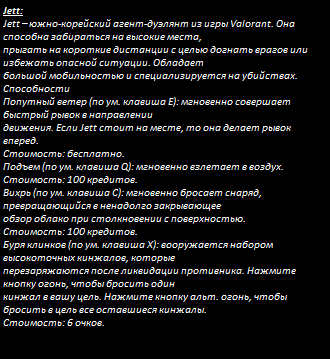 Jett:
Jett – южно-корейский агент-дуэлянт из игры Valorant. Она
способна забираться на высокие места,
прыгать на короткие дистанции с целью догнать врагов или
избежать опасной ситуации. Обладает
большой мобильностью и специализируется на убийствах.
Способности
Попутный ветер (по ум. клавиша E): мгновенно совершает
быстрый рывок в направлении
движения. Если Jett стоит на месте, то она делает рывок
вперед.
Стоимость: бесплатно.
Подъем (по ум. клавиша Q): мгновенно взлетает в воздух.
Стоимость: 100 кредитов.
Вихрь (по ум. клавиша C): мгновенно бросает снаряд,
превращающийся в ненадолго закрывающее
обзор облако при столкновении с поверхностью.
Стоимость: 100 кредитов.
Буря клинков (по ум. клавиша X): вооружается набором
высокоточных кинжалов, которые
перезаряжаются после ликвидации противника. Нажмите
кнопку огонь, чтобы бросить один
кинжал в вашу цель. Нажмите кнопку альт. огонь, чтобы
бросить в цель все оставшиеся кинжалы.
Стоимость: 6 очков.